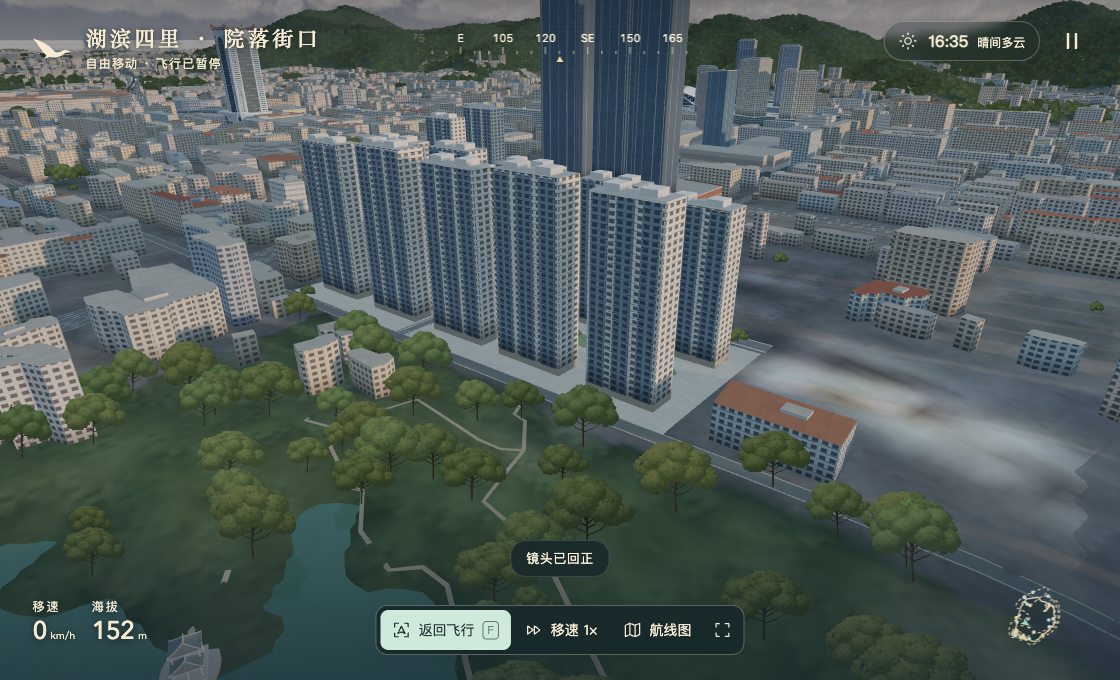 湖滨四里 · 院落街口
自由移动 · 飞行已暂停
75 E 105 120 SE 150 165
16:35 晴间多云
镜头已回正
移速 海拔
0 km/h 152 m
返回飞行 F 移速 1x 航线图